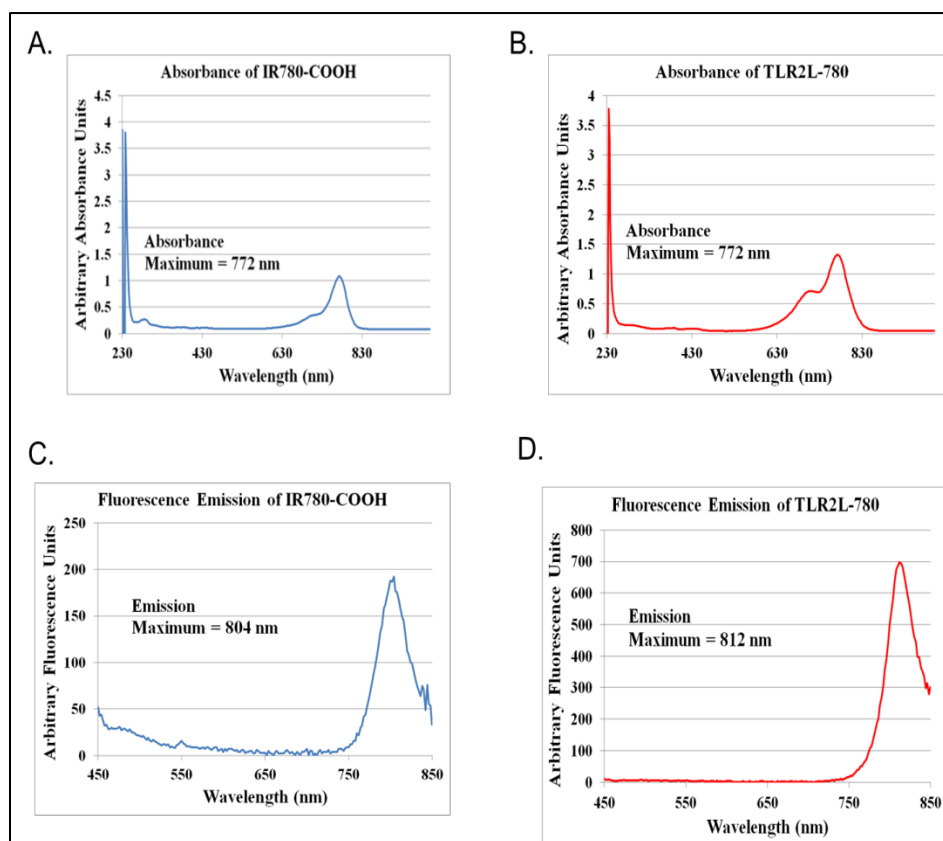 A.
Absorbance of IR780-COOH
Arbitrary Absorbance Units
4.5
4
3.5
3
2.5
2
1.5
1
0.5
0
Absorbance
Maximum = 772 nm
230 430 630 830
Wavelength (nm)
B.
Absorbance of TLR2L-780
Arbitrary Absorbance Units
4
3.5
3
2.5
2
1.5
1
0.5
0
Absorbance
Maximum = 772 nm
230 430 630 830
Wavelength (nm)
C.
Fluorescence Emission of IR780-COOH
Arbitrary Fluorescence Units
250
200
150
100
50
0
Emission
Maximum = 804 nm
450 550 650 750 850
Wavelength (nm)
D.
Fluorescence Emission of TLR2L-780
Arbitrary Fluorescence Units
800
700
600
500
400
300
200
100
0
Emission
Maximum = 812 nm
450 550 650 750 850
Wavelength (nm)